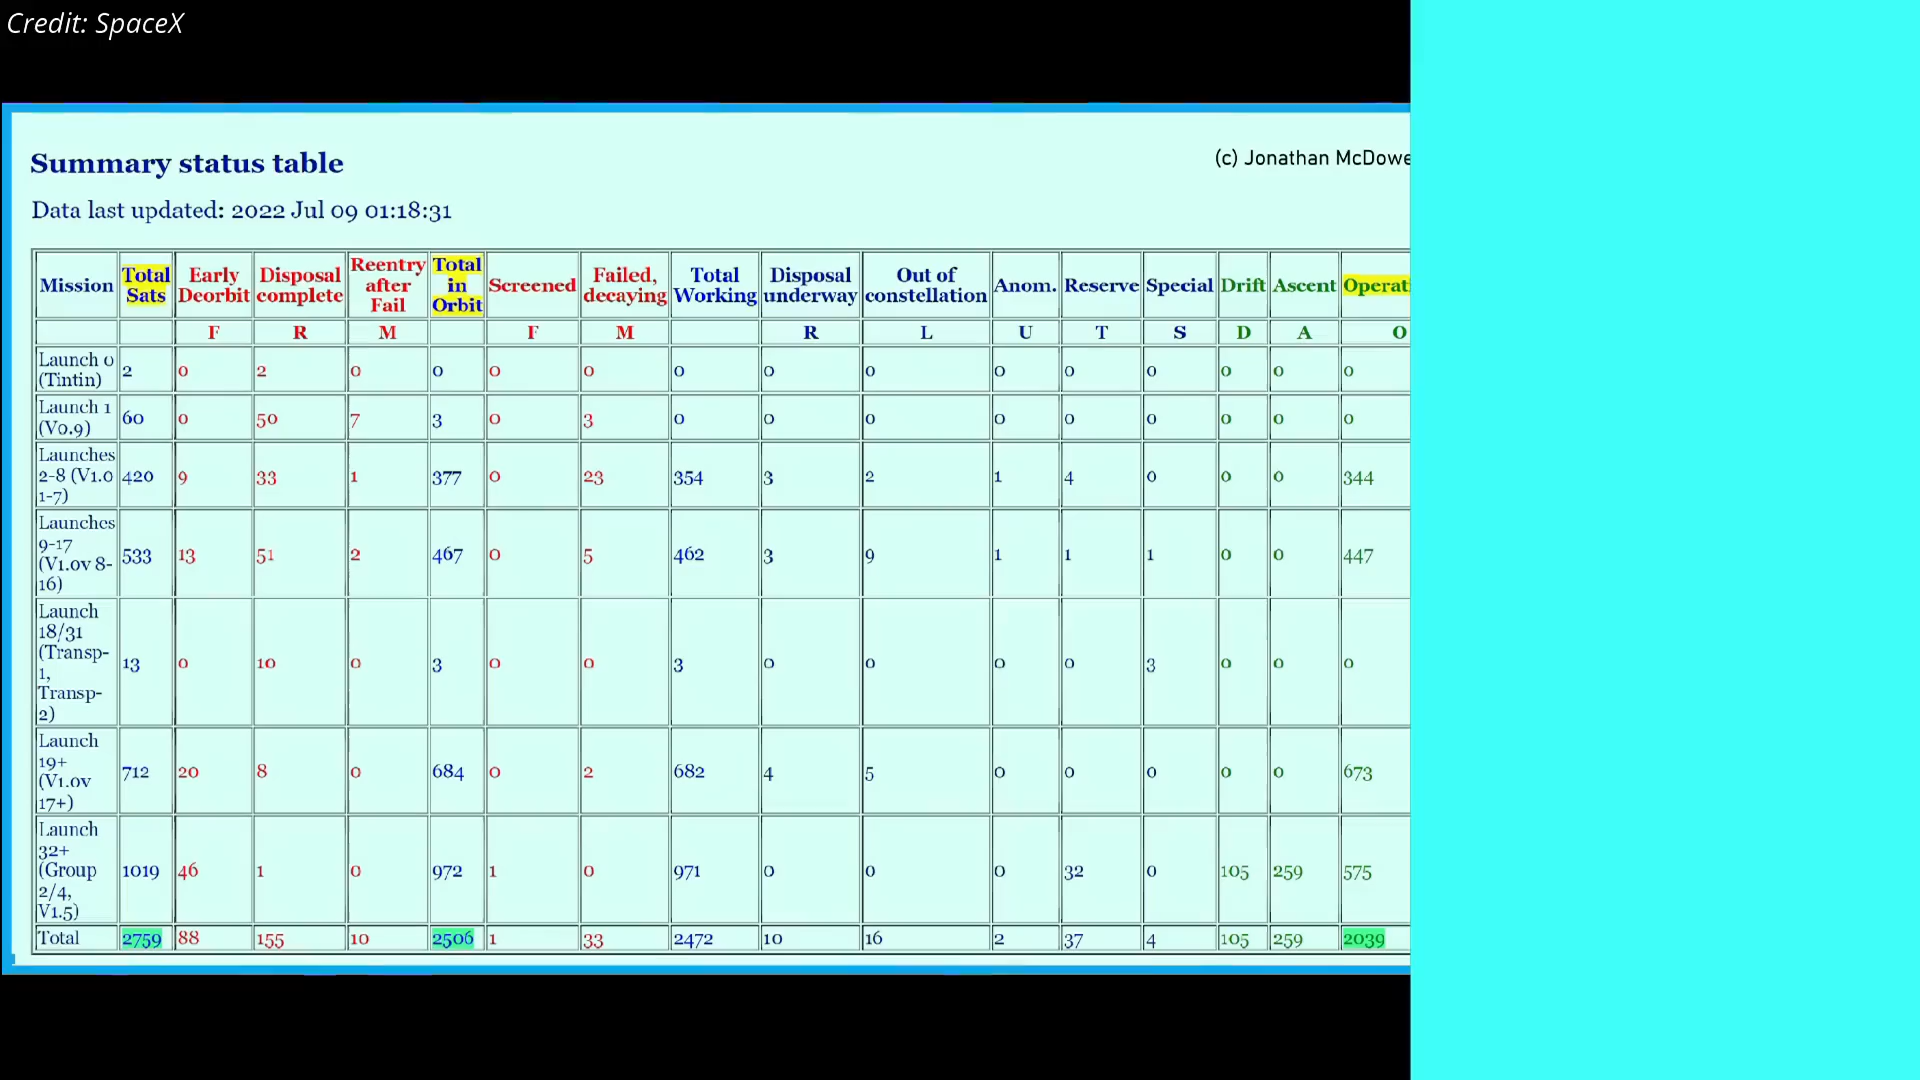 Credit: SpaceX
Summary status table
(c) Jonathan McDowe
Data last updated: 2022 Jul 09 01:18:31
Mission Total Sats Early Deorbit Disposal complete Reentry after Fail Total in Orbit Screened Failed, decaying Total Working Disposal underway Out of constellation Anom. Reserve Special Drift Ascent Operati
F R M F M R L U T S D A O
Launch 0 (Tintin) 2 0 2 0 0 0 0 0 0 0 0 0 0 0 0 0
Launch 1 (V0.9) 60 0 50 7 3 0 3 0 0 0 0 0 0 0 0 0
Launches 2-8 (V1.0 1-7) 420 9 33 1 377 0 23 354 3 2 1 4 0 0 0 344
Launches 9-17 (V1.0v 8-16) 533 13 51 2 467 0 5 462 3 9 1 1 1 0 0 447
Launch 18/31 (Transp-1, Transp-2) 13 0 10 0 3 0 0 3 0 0 0 0 3 0 0 0
Launch 19+ (V1.0v 17+) 712 20 8 0 684 0 2 682 4 5 0 0 0 0 0 673
Launch 32+ (Group 2/4, V1.5) 1019 46 1 0 972 1 0 971 0 0 0 32 0 105 259 575
Total 2759 88 155 10 2506 1 33 2472 10 16 2 37 4 105 259 2039